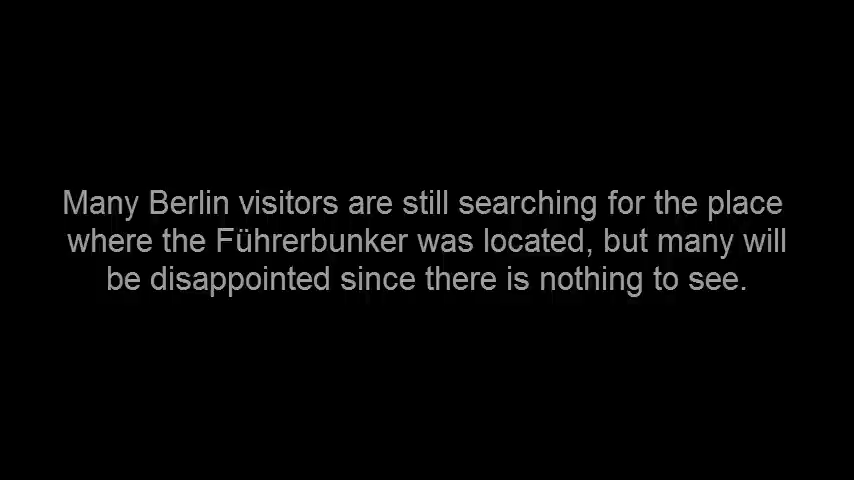 Many Berlin visitors are still searching for the place
where the Führerbunker was located, but many will
be disappointed since there is nothing to see.